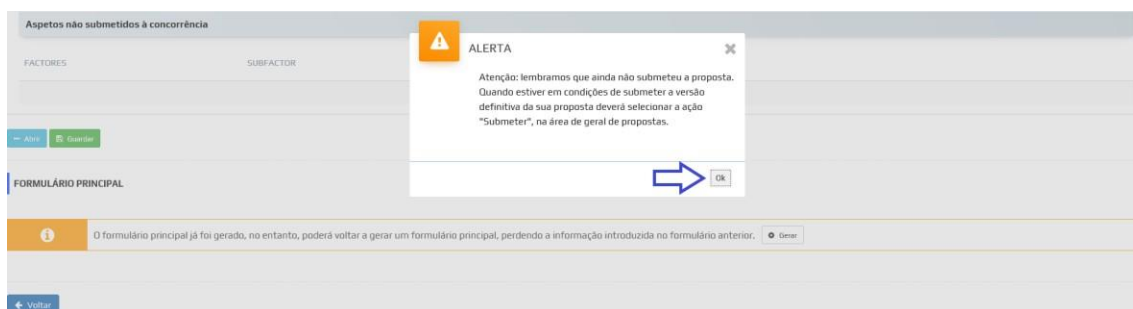 Aspetos não submetidos à concorrência
ALERTA
FACTORES
SUBFACTOR
Atenção: lembramos que ainda não submeteu a proposta.
Quando estiver em condições de submeter a versão
definitiva da sua proposta deverá selecionar a ação
"Submeter", na área de geral de propostas.
Abrir
Guardar
Ok
FORMULÁRIO PRINCIPAL
O formulário principal já foi gerado, no entanto, poderá voltar a gerar um formulário principal, perdendo a informação introduzida no formulário anterior.
Gerar
Voltar